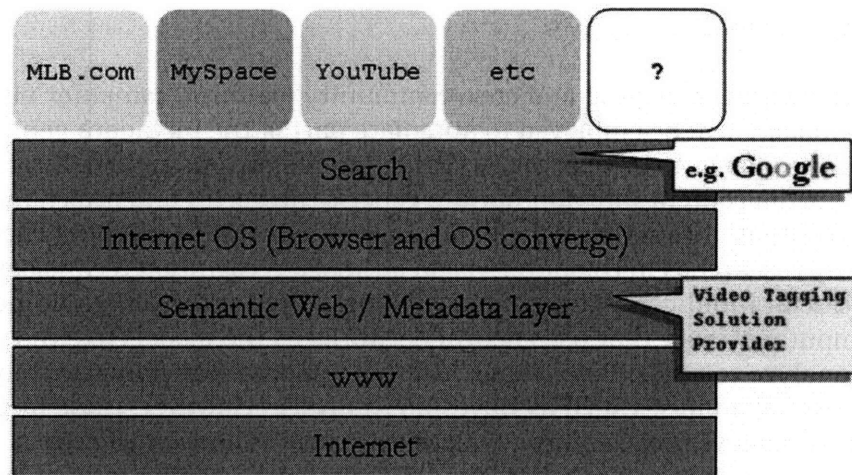 MLB.com MySpace YouTube etc ?
Search
e.g. Google
Internet OS (Browser and OS converge)
Semantic Web / Metadata layer
Video Tagging
Solution
Provider
www
Internet